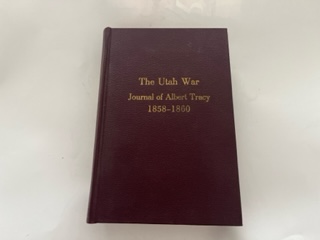 The Utah War
Journal of Albert Tracy
1858-1860